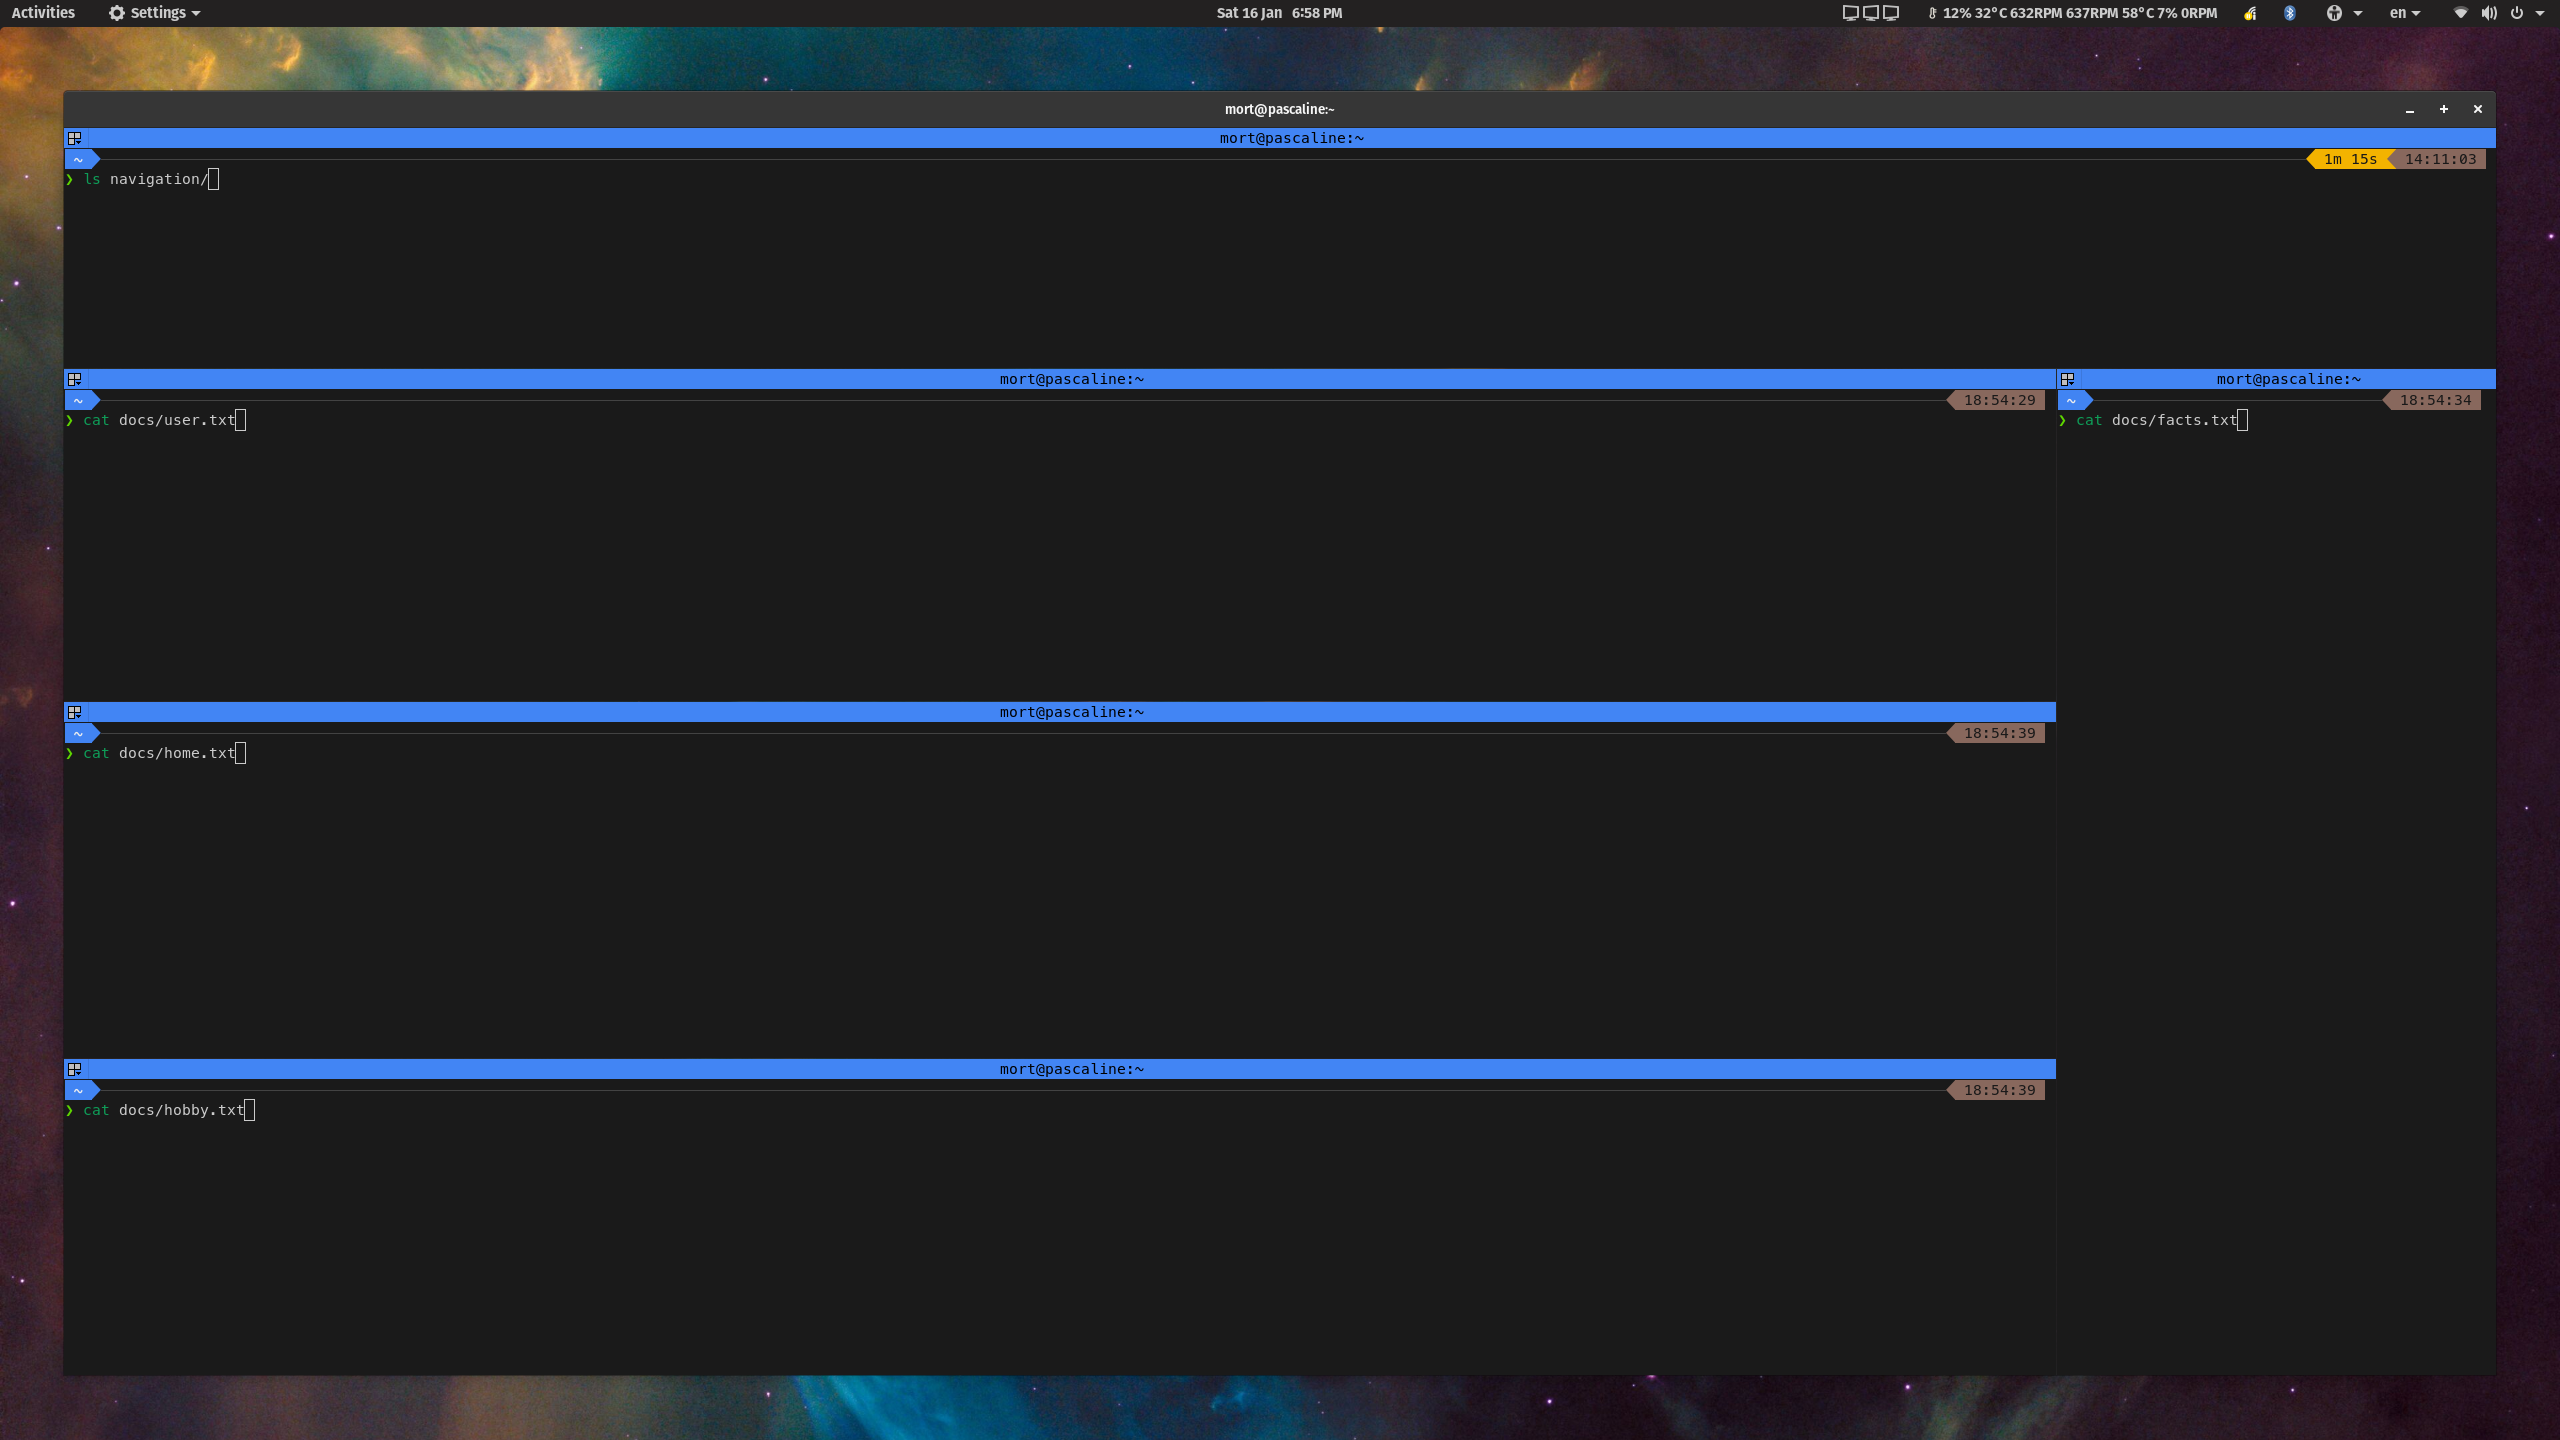 Activities Settings Sat 16 Jan 6:58 PM 12% 32°C 632RPM 637RPM 58°C 7% 0RPM en
mort@pascaline:~
mort@pascaline:~
~ 1m 15s 14:11:03
❯ ls navigation/
mort@pascaline:~
~ 18:54:29
❯ cat docs/user.txt
mort@pascaline:~
~ 18:54:34
❯ cat docs/facts.txt
mort@pascaline:~
~ 18:54:39
❯ cat docs/home.txt
mort@pascaline:~
~ 18:54:39
❯ cat docs/hobby.txt